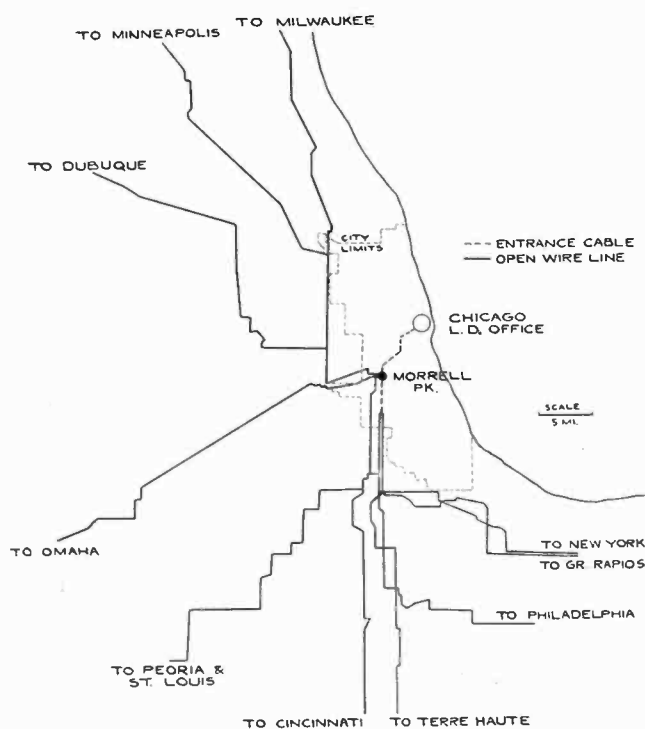 TO MILWAUKEE
TO MINNEAPOLIS
TO DUBUQUE
CITY
LIMITS
ENTRANCE CABLE
OPEN WIRE LINE
CHICAGO
L.D. OFFICE
MORRELL
PK.
SCALE
5 MI.
TO OMAHA
TO NEW YORK
TO GR. RAPIOS
TO PHILADELPHIA
TO PEORIA &
ST. LOUIS
TO CINCINNATI
TO TERRE HAUTE